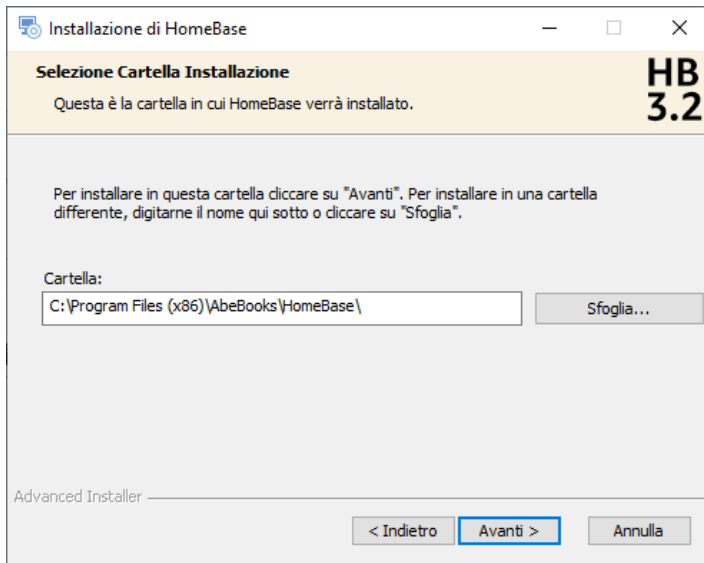 Installazione di HomeBase
Selezione Cartella Installazione
Questa è la cartella in cui HomeBase verrà installato.
HB
3.2
Per installare in questa cartella cliccare su "Avanti". Per installare in una cartella
differente, digitarne il nome qui sotto o cliccare su "Sfoglia".
Cartella:
C:\Program Files (x86)\AbeBooks\HomeBase\
Sfoglia...
Advanced Installer
< Indietro
Avanti >
Annulla